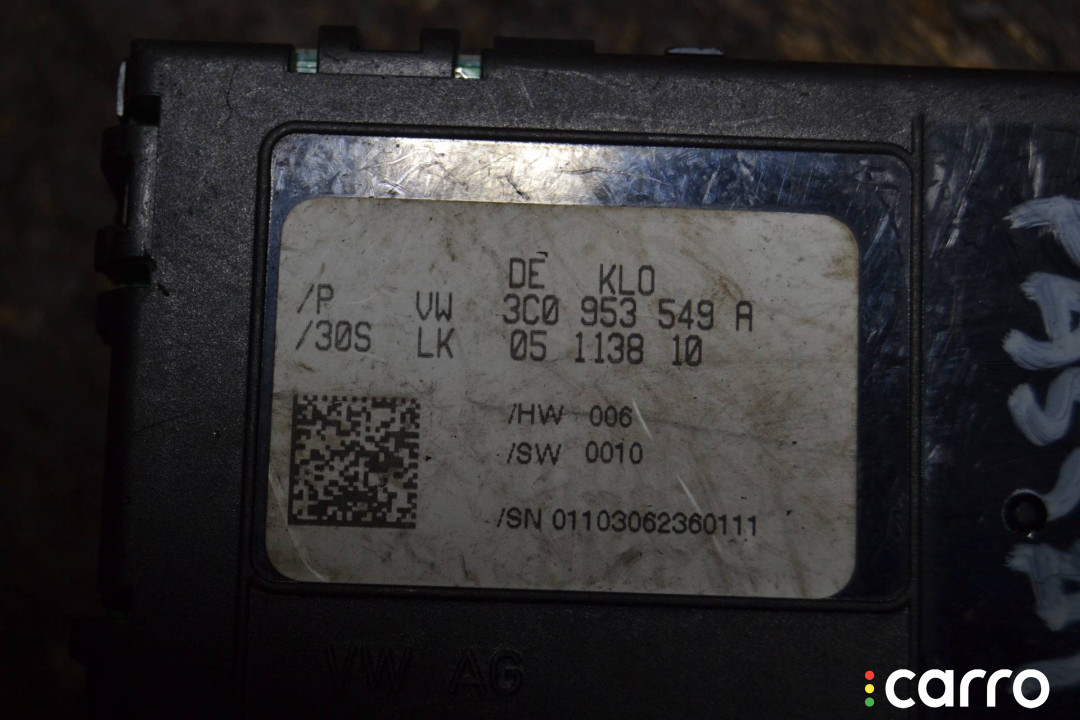 DE KLO
/P VW 3C0 953 549 A
/30S LK 05 1138 10
/HW 006
/SW 0010
/SN 01103062360111
VW AG
carro